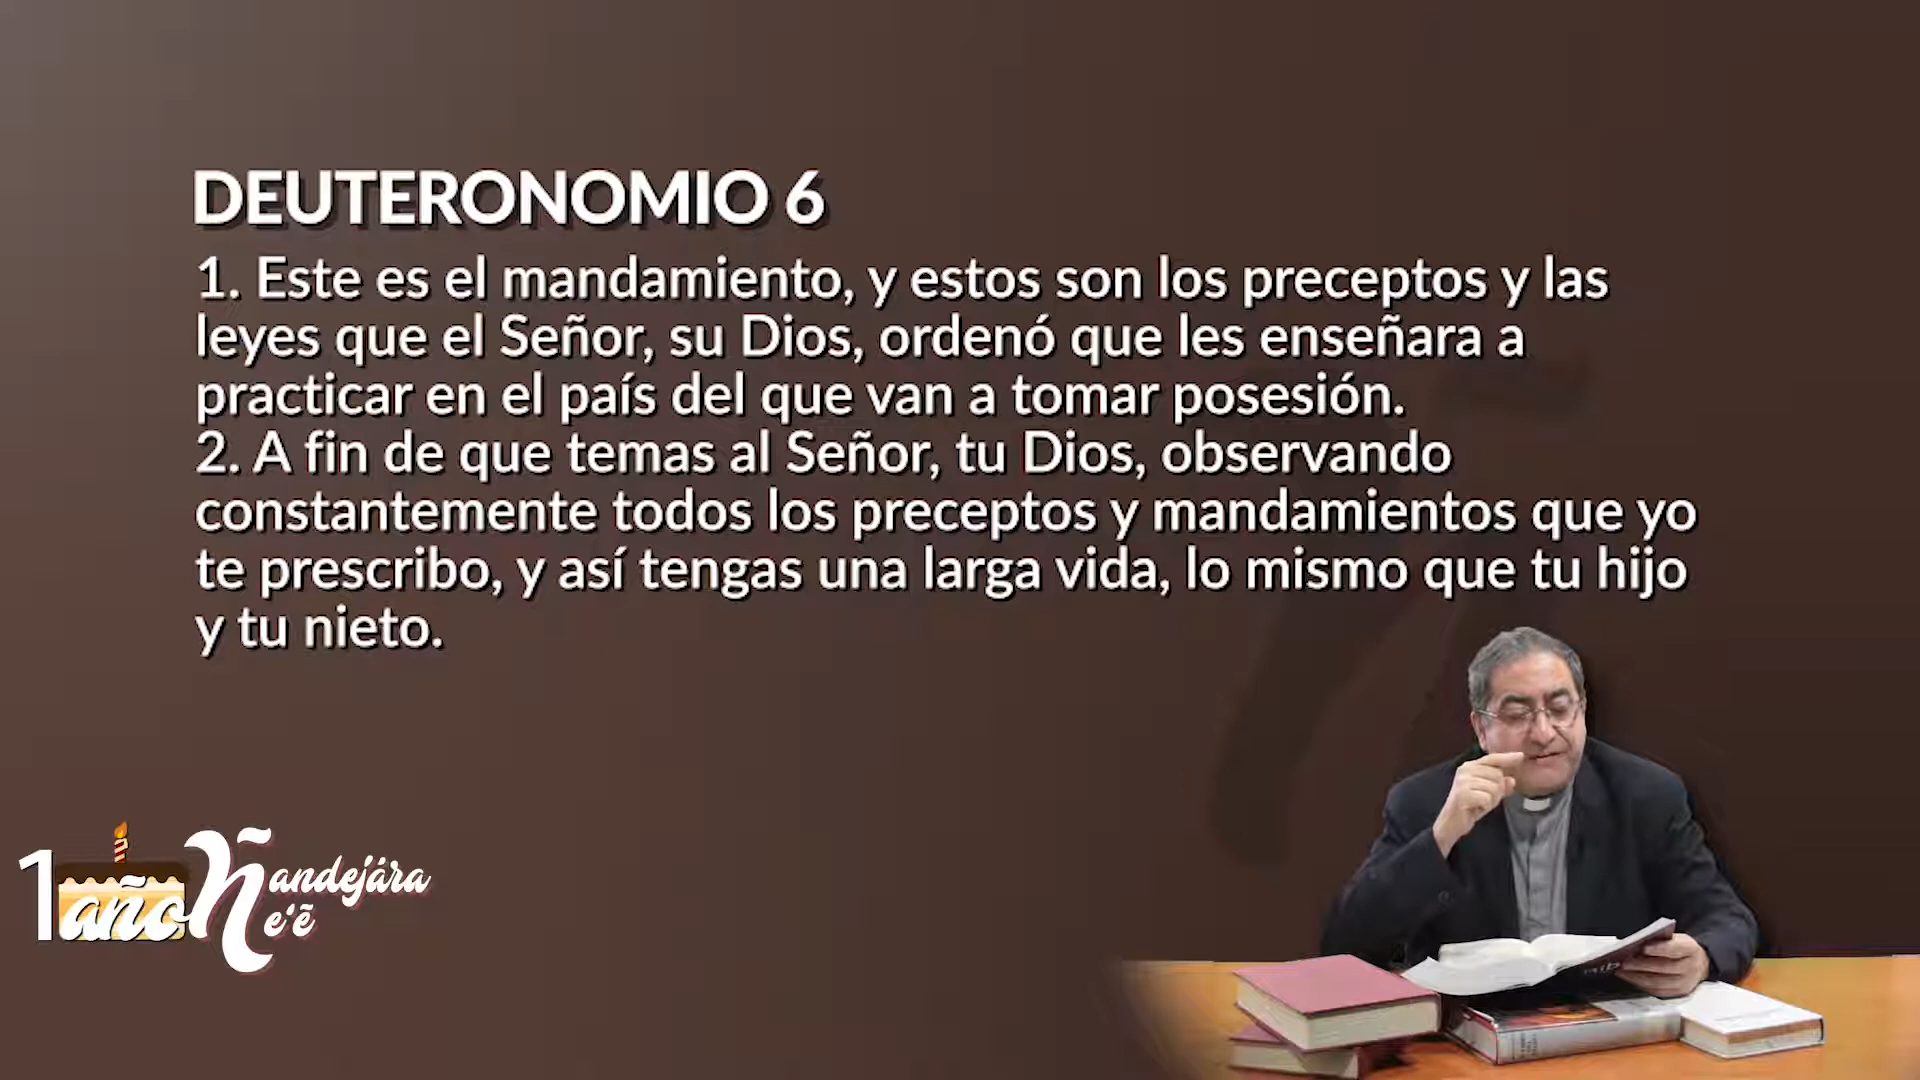 DEUTERONOMIO 6
1. Este es el mandamiento, y estos son los preceptos y las
leyes que el Señor, su Dios, ordenó que les enseñara a
practicar en el país del que van a tomar posesión.
2. A fin de que temas al Señor, tu Dios, observando
constantemente todos los preceptos y mandamientos que yo
te prescribo, y así tengas una larga vida, lo mismo que tu hijo
y tu nieto.
1 año
Ñandejára
Ñe'ẽ